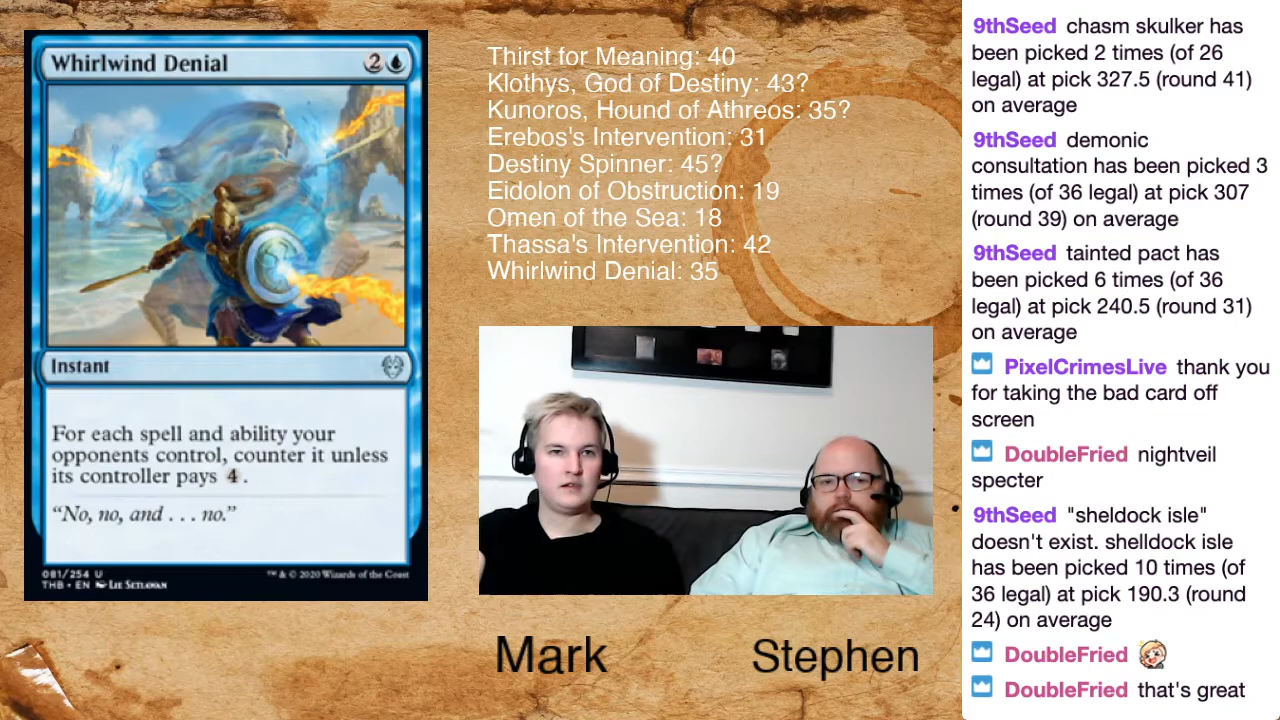 Whirlwind Denial 2
Instant
For each spell and ability your
opponents control, counter it unless
its controller pays 4.
“No, no, and . . . no.”
081/254 U
THB • EN Lie Setiawan
™ & © 2020 Wizards of the Coast
Thirst for Meaning: 40
Klothys, God of Destiny: 43?
Kunoros, Hound of Athreos: 35?
Erebos's Intervention: 31
Destiny Spinner: 45?
Eidolon of Obstruction: 19
Omen of the Sea: 18
Thassa's Intervention: 42
Whirlwind Denial: 35
Mark
Stephen
9thSeed chasm skulker has
been picked 2 times (of 26
legal) at pick 327.5 (round 41)
on average
9thSeed demonic
consultation has been picked 3
times (of 36 legal) at pick 307
(round 39) on average
9thSeed tainted pact has
been picked 6 times (of 36
legal) at pick 240.5 (round 31)
on average
PixelCrimesLive thank you
for taking the bad card off
screen
DoubleFried nightveil
specter
9thSeed "sheldock isle"
doesn't exist. shelldock isle
has been picked 10 times (of
36 legal) at pick 190.3 (round
24) on average
DoubleFried
DoubleFried that's great